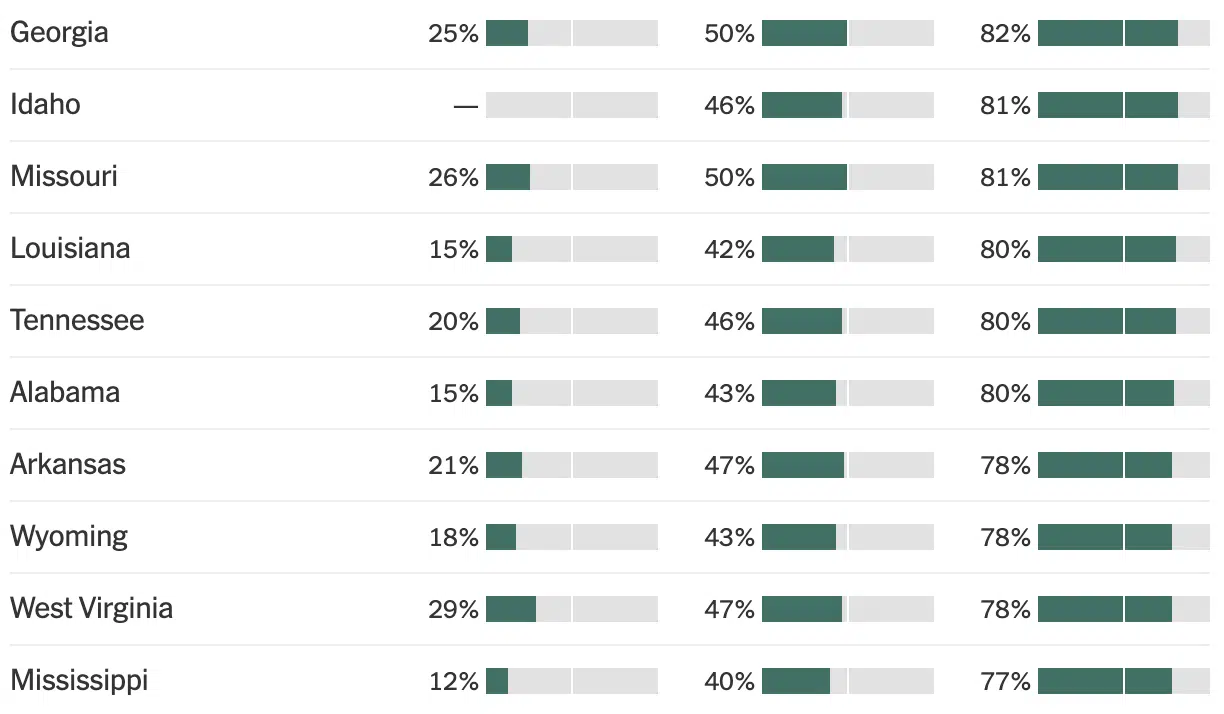 Georgia 25% 50% 82%
Idaho — 46% 81%
Missouri 26% 50% 81%
Louisiana 15% 42% 80%
Tennessee 20% 46% 80%
Alabama 15% 43% 80%
Arkansas 21% 47% 78%
Wyoming 18% 43% 78%
West Virginia 29% 47% 78%
Mississippi 12% 40% 77%